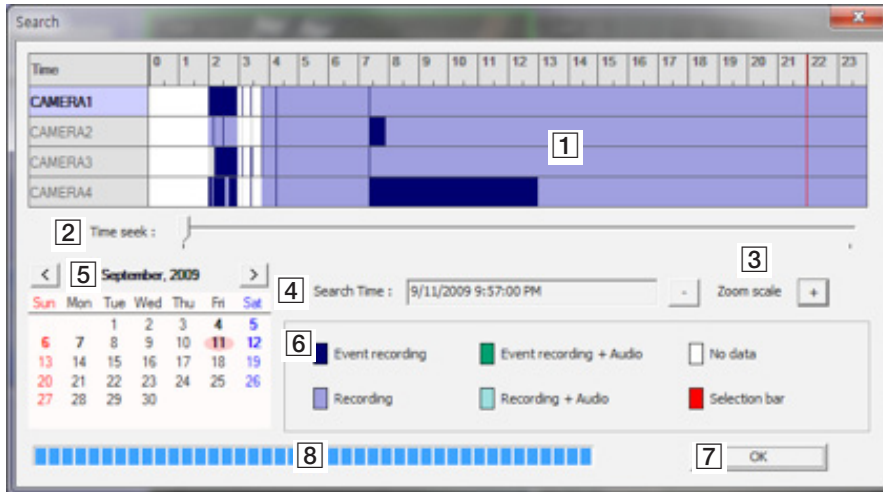 Search
Time 0 1 2 3 4 5 6 7 8 9 10 11 12 13 14 15 16 17 18 19 20 21 22 23
CAMERA1
CAMERA2
1
CAMERA3
CAMERA4
2 Time seek :
3
< 5 September, 2009 >
4 Search Time : 9/11/2009 9:57:00 PM - Zoom scale +
Sun Mon Tue Wed Thu Fri Sat
1 2 3 4 5
6 7 8 9 10 11 12
13 14 15 16 17 18 19
20 21 22 23 24 25 26
27 28 29 30
6 Event recording Event recording + Audio No data
Recording Recording + Audio Selection bar
8 7 OK